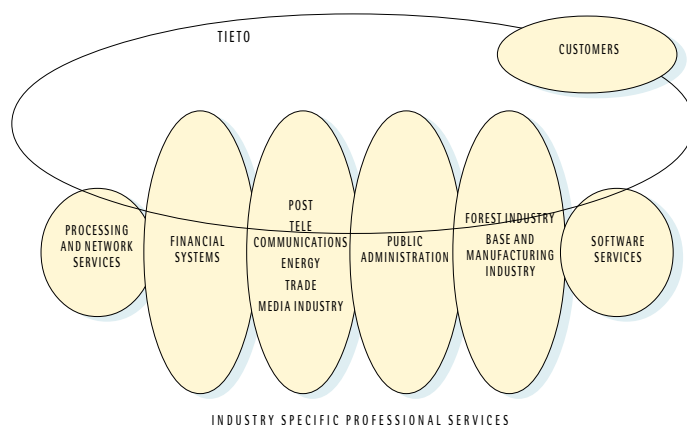 TIETO
CUSTOMERS
PROCESSING
AND NETWORK
SERVICES
FINANCIAL
SYSTEMS
POST
TELE
COMMUNICATIONS
ENERGY
TRADE
MEDIA INDUSTRY
PUBLIC
ADMINISTRATION
FOREST INDUSTRY
BASE AND
MANUFACTURING
INDUSTRY
SOFTWARE
SERVICES
INDUSTRY SPECIFIC PROFESSIONAL SERVICES